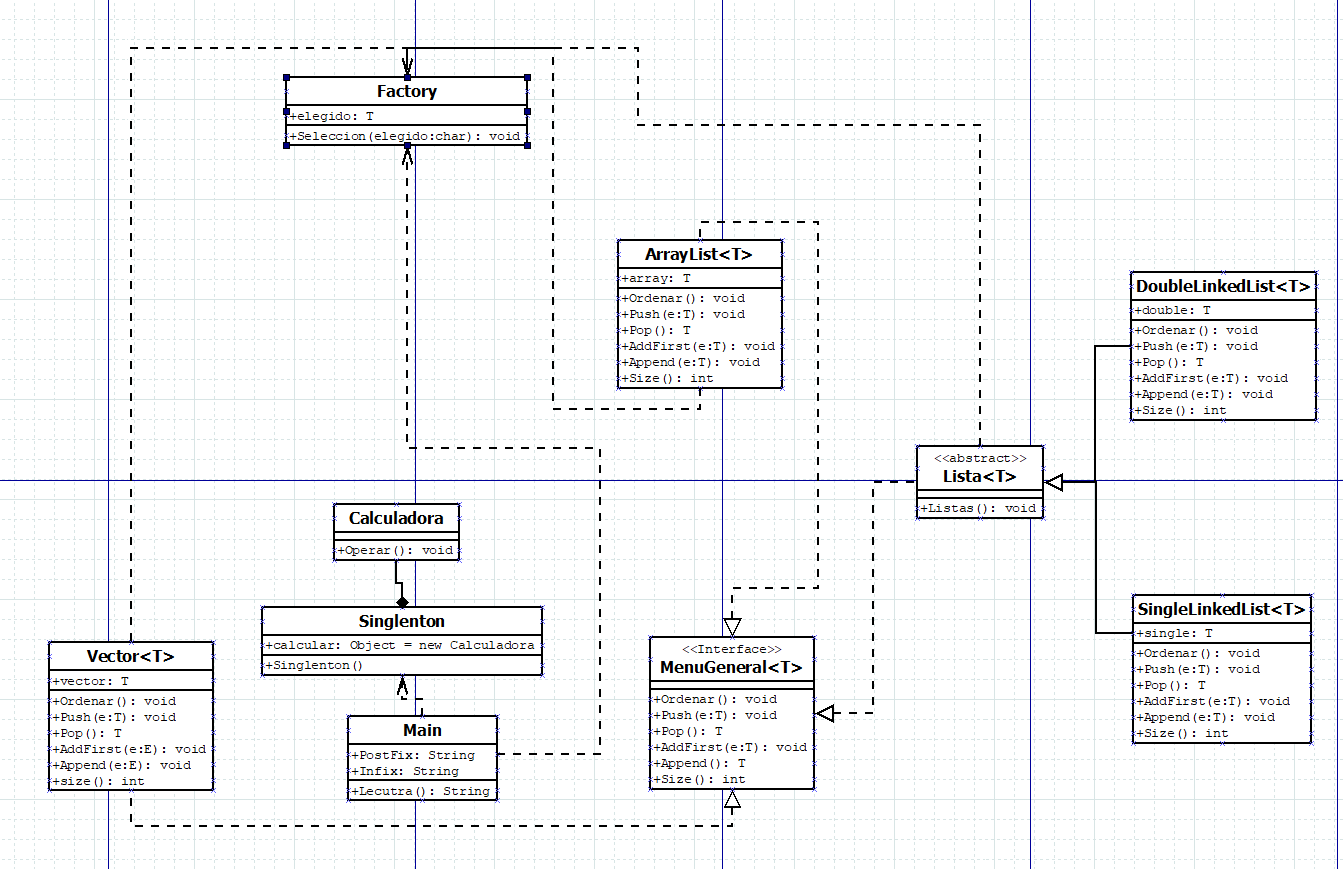 Factory
+elegido: T
+Seleccion(elegido:char): void
ArrayList<T>
+array: T
+Ordenar(): void
+Push(e:T): void
+Pop(): T
+AddFirst(e:T): void
+Append(e:T): void
+Size(): int
DoubleLinkedList<T>
+double: T
+Ordenar(): void
+Push(e:T): void
+Pop(): T
+AddFirst(e:T): void
+Append(e:T): void
+Size(): int
<<abstract>>
Lista<T>
+Listas(): void
Calculadora
+Operar(): void
Singlenton
+calcular: Object = new Calculadora
+Singlenton()
Vector<T>
+vector: T
+Ordenar(): void
+Push(e:T): void
+Pop(): T
+AddFirst(e:E): void
+Append(e:E): void
+size(): int
Main
+PostFix: String
+Infix: String
+Lecutra(): String
<<Interface>>
MenuGeneral<T>
+Ordenar(): void
+Push(e:T): void
+Pop(): T
+AddFirst(e:T): void
+Append(): T
+Size(): int
SingleLinkedList<T>
+single: T
+Ordenar(): void
+Push(e:T): void
+Pop(): T
+AddFirst(e:T): void
+Append(e:T): void
+Size(): int